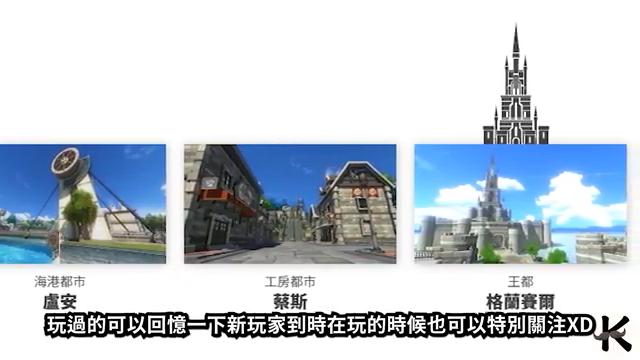 海港都市
盧安
工房都市
蔡斯
王都
格蘭賽爾
玩過的可以回憶一下新玩家到時在玩的時候也可以特別關注XD
K